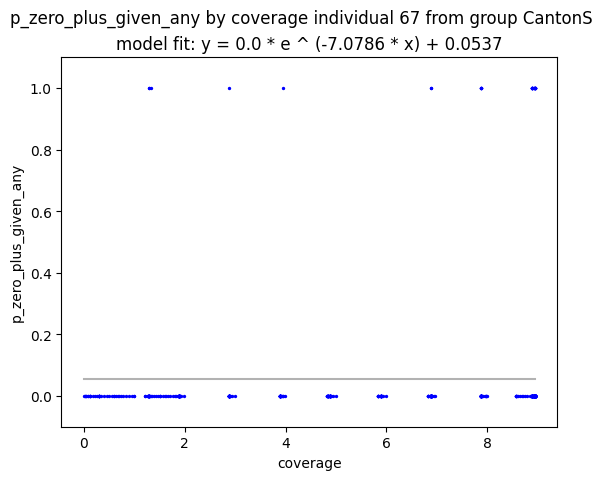 p_zero_plus_given_any by coverage individual 67 from group CantonS
model fit: y = 0.0 * e ^ (-7.0786 * x) + 0.0537
1.0
0.8
0.6
0.4
0.2
0.0
p_zero_plus_given_any
0 2 4 6 8
coverage